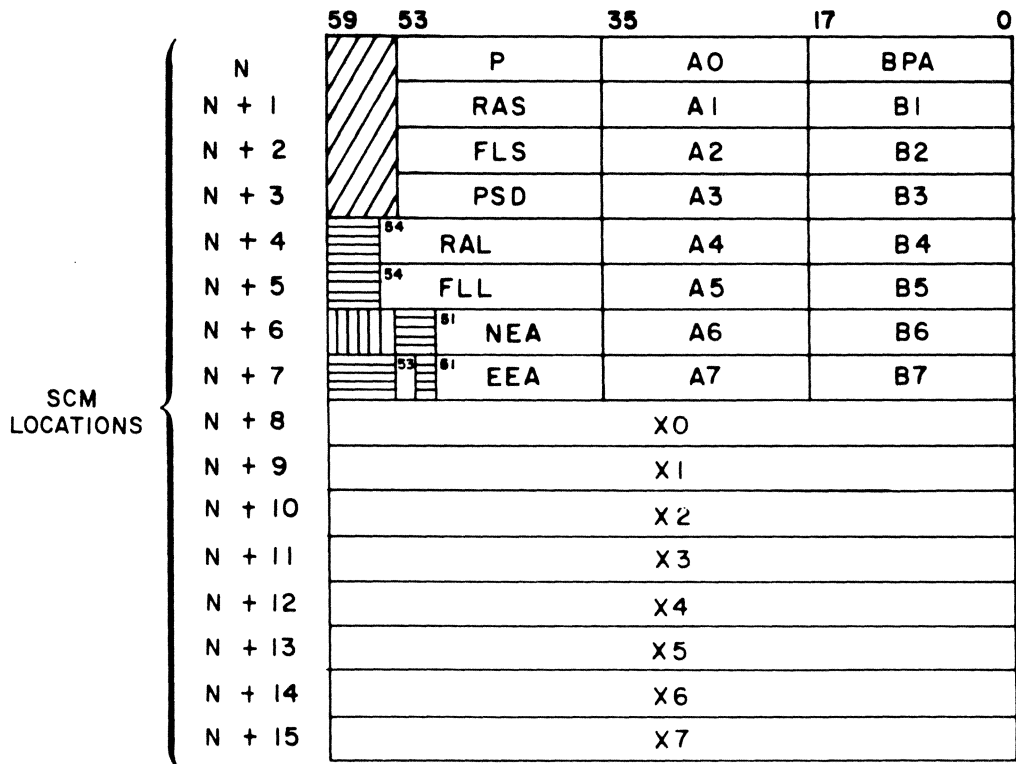 59 53 35 17 0
N P A0 BPA
N + 1 RAS A1 B1
N + 2 FLS A2 B2
N + 3 PSD A3 B3
N + 4 54 RAL A4 B4
N + 5 54 FLL A5 B5
N + 6 51 NEA A6 B6
N + 7 53 51 EEA A7 B7
SCM
LOCATIONS
N + 8 X0
N + 9 X1
N + 10 X2
N + 11 X3
N + 12 X4
N + 13 X5
N + 14 X6
N + 15 X7